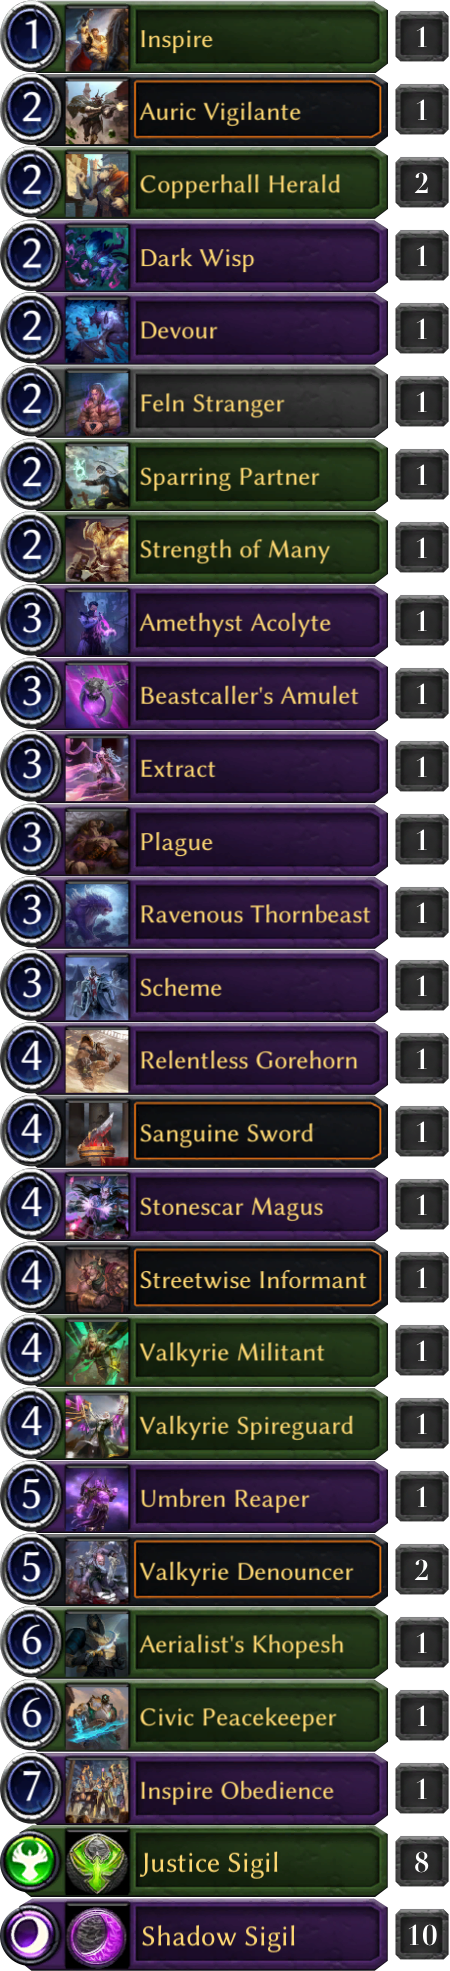 1 Inspire 1
2 Auric Vigilante 1
2 Copperhall Herald 2
2 Dark Wisp 1
2 Devour 1
2 Feln Stranger 1
2 Sparring Partner 1
2 Strength of Many 1
3 Amethyst Acolyte 1
3 Beastcaller's Amulet 1
3 Extract 1
3 Plague 1
3 Ravenous Thornbeast 1
3 Scheme 1
4 Relentless Gorehorn 1
4 Sanguine Sword 1
4 Stonescar Magus 1
4 Streetwise Informant 1
4 Valkyrie Militant 1
4 Valkyrie Spireguard 1
5 Umbren Reaper 1
5 Valkyrie Denouncer 2
6 Aerialist's Khopesh 1
6 Civic Peacekeeper 1
7 Inspire Obedience 1
Justice Sigil 8
Shadow Sigil 10